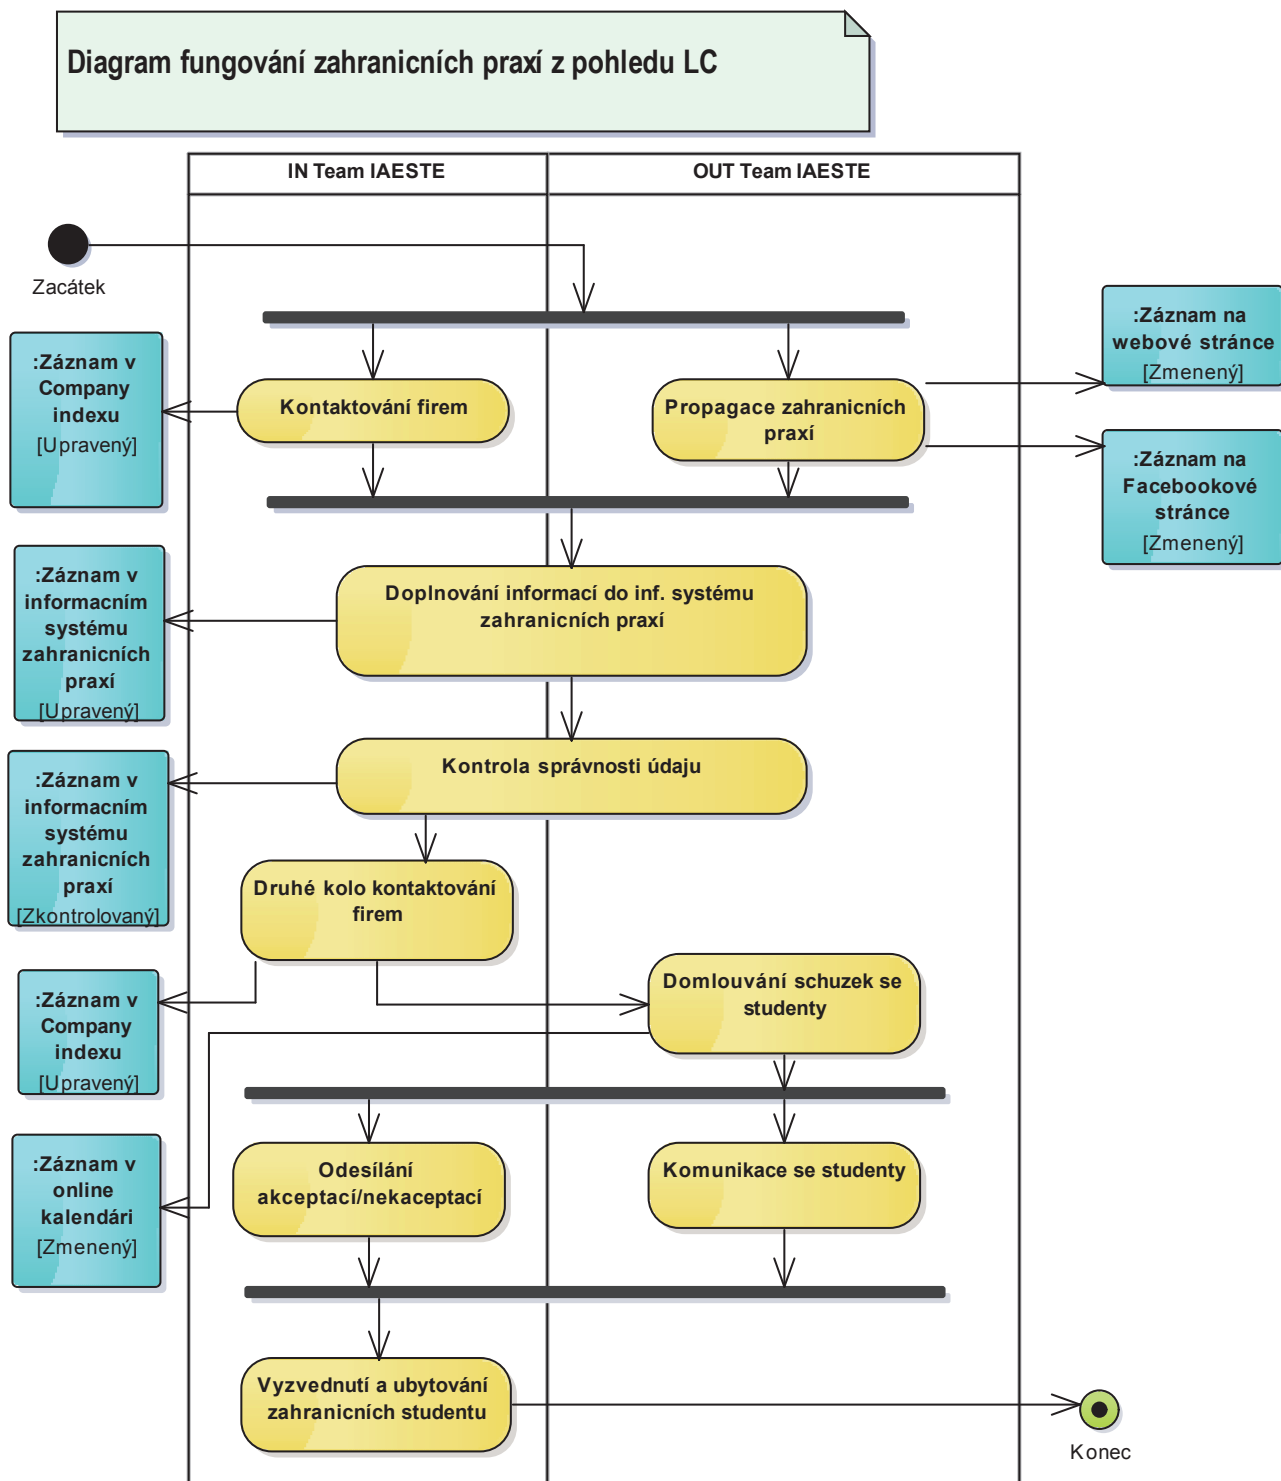 Diagram fungování zahranicních praxí z pohledu LC
IN Team IAESTE
OUT Team IAESTE
Zacátek
:Záznam v
Company
indexu
[Upravený]
Kontaktování firem
Propagace zahranicních
praxí
:Záznam na
webové stránce
[Zmenený]
:Záznam na
Facebookové
stránce
[Zmenený]
:Záznam v
informacním
systému
zahranicních
praxí
[Upravený]
Doplnování informací do inf. systému
zahranicních praxí
:Záznam v
informacním
systému
zahranicních
praxí
[Zkontrolovaný]
Kontrola správnosti údaju
Druhé kolo kontaktování
firem
:Záznam v
Company
indexu
[Upravený]
Domlouvání schuzek se
studenty
:Záznam v
online
kalendári
[Zmenený]
Odesílání
akceptací/nekaceptací
Komunikace se studenty
Vyzvednutí a ubytování
zahranicních studentu
Konec